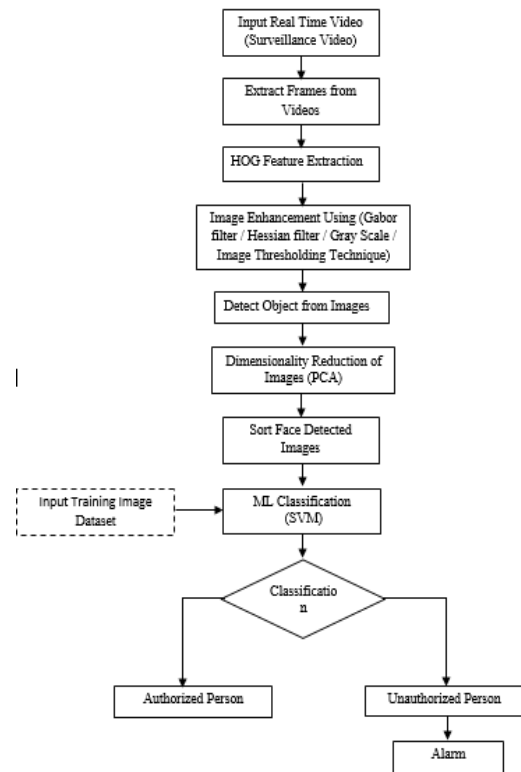 Input Real Time Video
(Surveillance Video)
Extract Frames from
Videos
HOG Feature Extraction
Image Enhancement Using (Gabor
filter / Hessian filter / Gray Scale /
Image Thresholding Technique)
Detect Object from Images
Dimensionality Reduction of
Images (PCA)
Sort Face Detected
Images
Input Training Image
Dataset
ML Classification
(SVM)
Classificatio
n
Authorized Person
Unauthorized Person
Alarm